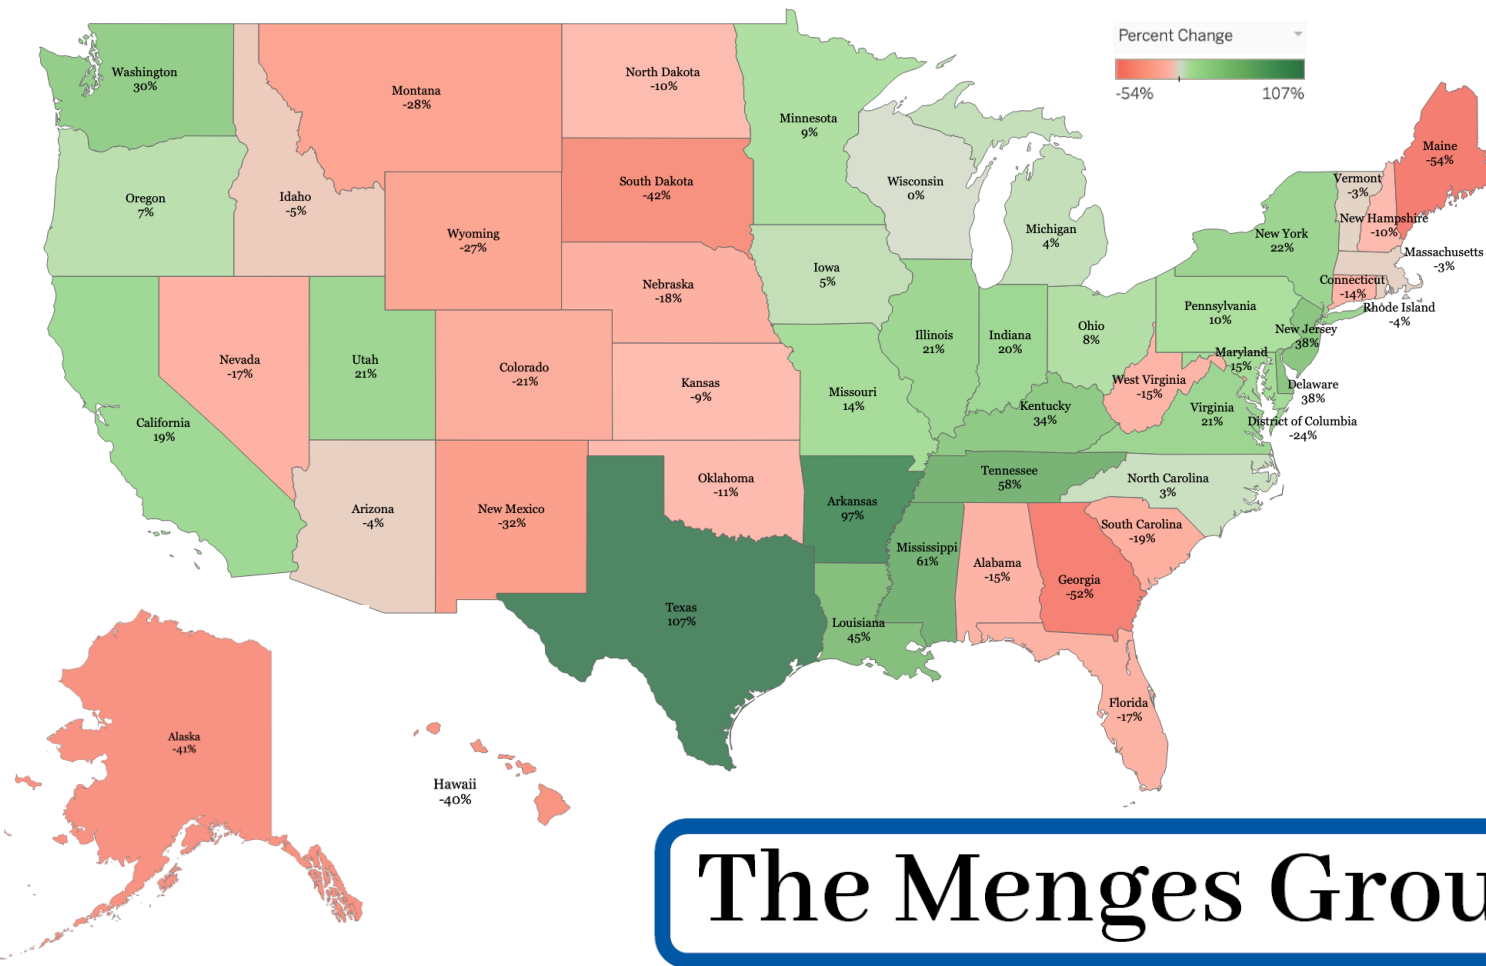 Percent Change
-54%
107%
Washington
30%
Montana
-28%
North Dakota
-10%
Minnesota
9%
Oregon
7%
Idaho
-5%
Wyoming
-27%
South Dakota
-42%
Wisconsin
0%
Michigan
4%
Maine
-54%
Vermont
-3%
New Hampshire
-10%
New York
22%
Massachusetts
-3%
Connecticut
-14%
Rhode Island
-4%
Nebraska
-18%
Iowa
5%
Pennsylvania
10%
New Jersey
38%
Nevada
-17%
Utah
21%
Colorado
-21%
Kansas
-9%
Illinois
21%
Indiana
20%
Ohio
8%
Maryland
15%
West Virginia
-15%
Delaware
38%
California
19%
Missouri
14%
Kentucky
34%
Virginia
21%
District of Columbia
-24%
Arizona
-4%
New Mexico
-32%
Oklahoma
-11%
Arkansas
97%
Tennessee
58%
North Carolina
3%
South Carolina
-19%
Mississippi
61%
Alabama
-15%
Georgia
-52%
Texas
107%
Louisiana
45%
Florida
-17%
Alaska
-41%
Hawaii
-40%
The Menges Grou